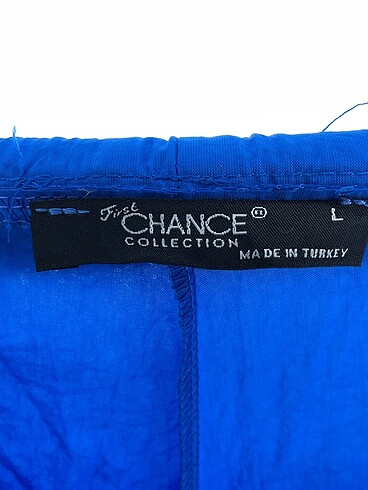 First
CHANCE®
COLLECTION
L
MADE IN TURKEY